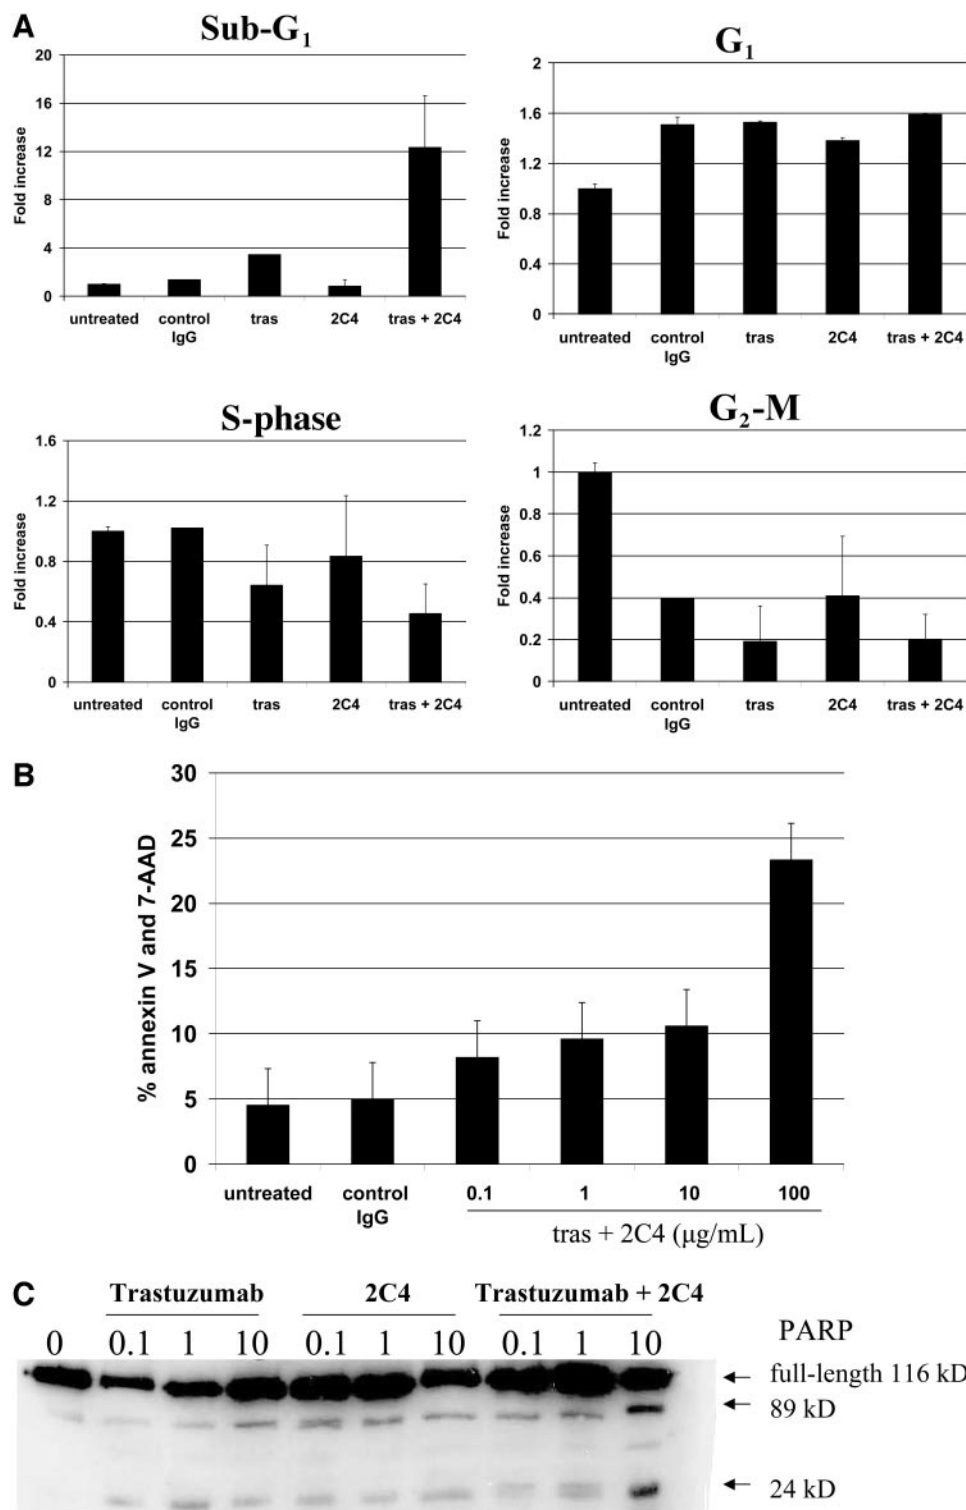 A
Sub-G1
Fold increase
20
16
12
8
4
0
untreated control IgG tras 2C4 tras + 2C4
G1
Fold increase
2
1.6
1.2
0.8
0.4
0
untreated control IgG tras 2C4 tras + 2C4
S-phase
Fold increase
1.6
1.2
0.8
0.4
0
untreated control IgG tras 2C4 tras + 2C4
G2-M
Fold increase
1.2
1
0.8
0.6
0.4
0.2
0
untreated control IgG tras 2C4 tras + 2C4
B
% annexin V and 7-AAD
30
25
20
15
10
5
0
untreated control IgG 0.1 1 10 100
tras + 2C4 (µg/mL)
C
Trastuzumab 2C4 Trastuzumab + 2C4
0 0.1 1 10 0.1 1 10 0.1 1 10
PARP
full-length 116 kD
89 kD
24 kD